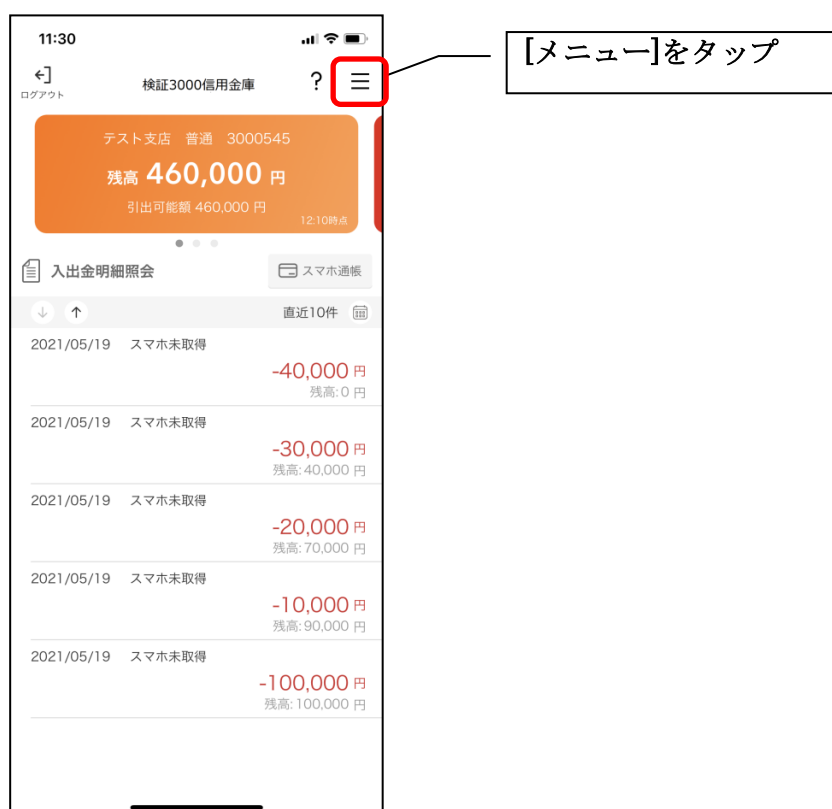 11:30
[メニュー]をタップ
ログアウト
検証3000信用金庫
?
テスト支店 普通 3000545
残高 460,000 円
引出可能額 460,000 円
12:10時点
入出金明細照会
スマホ通帳
↓ ↑ 直近10件
2021/05/19 スマホ未取得
-40,000 円
残高: 0 円
2021/05/19 スマホ未取得
-30,000 円
残高: 40,000 円
2021/05/19 スマホ未取得
-20,000 円
残高: 70,000 円
2021/05/19 スマホ未取得
-10,000 円
残高: 90,000 円
2021/05/19 スマホ未取得
-100,000 円
残高: 100,000 円